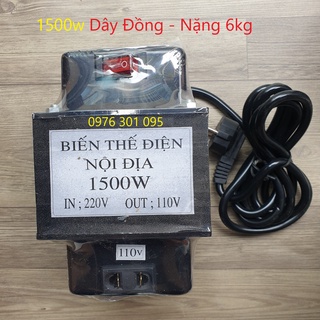 1500w Dây Đồng - Nặng 6kg
0976 301 095
BIẾN THẾ ĐIỆN
NỘI ĐỊA
1500W
IN ; 220V OUT ; 110V
110v